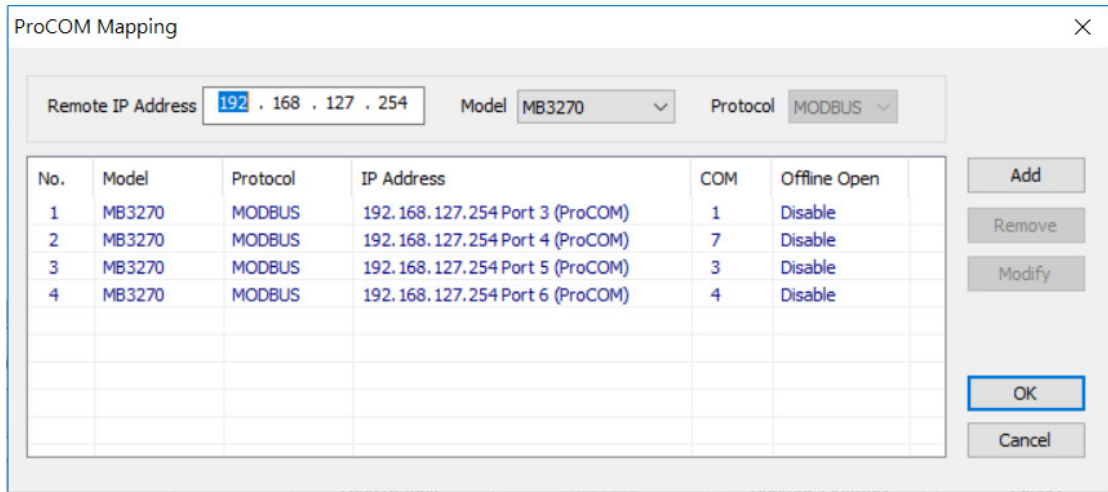 ProCOM Mapping
Remote IP Address 192 . 168 . 127 . 254 Model MB3270 Protocol MODBUS
No. Model Protocol IP Address COM Offline Open
1 MB3270 MODBUS 192.168.127.254 Port 3 (ProCOM) 1 Disable
2 MB3270 MODBUS 192.168.127.254 Port 4 (ProCOM) 7 Disable
3 MB3270 MODBUS 192.168.127.254 Port 5 (ProCOM) 3 Disable
4 MB3270 MODBUS 192.168.127.254 Port 6 (ProCOM) 4 Disable
Add
Remove
Modify
OK
Cancel